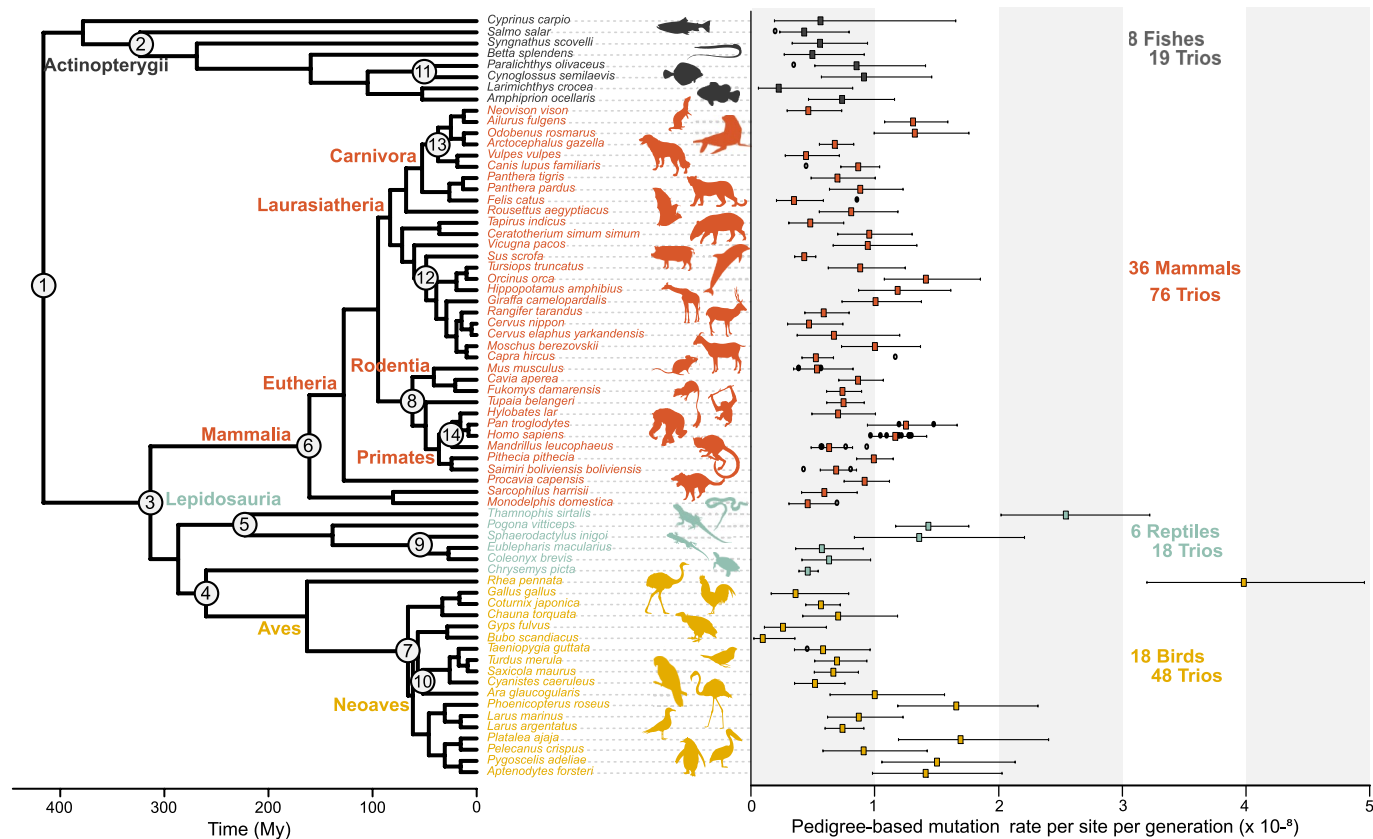 Cyprinus carpio
Salmo salar
Syngnathus scovelli
Betta splendens
Paralichthys olivaceus
Cynoglossus semilaevis
Larimichthys crocea
Amphiprion ocellaris
Neovison vison
Ailurus fulgens
Odobenus rosmarus
Arctocephalus gazella
Vulpes vulpes
Canis lupus familiaris
Panthera tigris
Panthera pardus
Felis catus
Rousettus aegyptiacus
Tapirus indicus
Ceratotherium simum simum
Vicugna pacos
Sus scrofa
Tursiops truncatus
Orcinus orca
Hippopotamus amphibius
Giraffa camelopardalis
Rangifer tarandus
Cervus nippon
Cervus elaphus yarkandensis
Moschus berezovskii
Capra hircus
Mus musculus
Cavia aperea
Fukomys damarensis
Tupaia belangeri
Hylobates lar
Pan troglodytes
Homo sapiens
Mandrillus leucophaeus
Pithecia pithecia
Saimiri boliviensis boliviensis
Procavia capensis
Sarcophilus harrisii
Monodelphis domestica
Thamnophis sirtalis
Pogona vitticeps
Sphaerodactylus inigoi
Eublepharis macularius
Coleonyx brevis
Chrysemys picta
Rhea pennata
Gallus gallus
Coturnix japonica
Chauna torquata
Gyps fulvus
Bubo scandiacus
Taeniopygia guttata
Turdus merula
Saxicola maurus
Cyanistes caeruleus
Ara glaucogularis
Phoenicopterus roseus
Larus marinus
Larus argentatus
Platalea ajaja
Pelecanus crispus
Pygoscelis adeliae
Aptenodytes forsteri
2
Actinopterygii
11
13
Carnivora
Laurasiatheria
1
12
Rodentia
Eutheria
8
14
Mammalia
6
Primates
3
Lepidosauria
5
9
4
Aves
7
10
Neoaves
400
300
200
100
0
Time (My)
8 Fishes
19 Trios
36 Mammals
76 Trios
6 Reptiles
18 Trios
18 Birds
48 Trios
0
1
2
3
4
5
Pedigree-based mutation rate per site per generation (x 10⁻⁸)